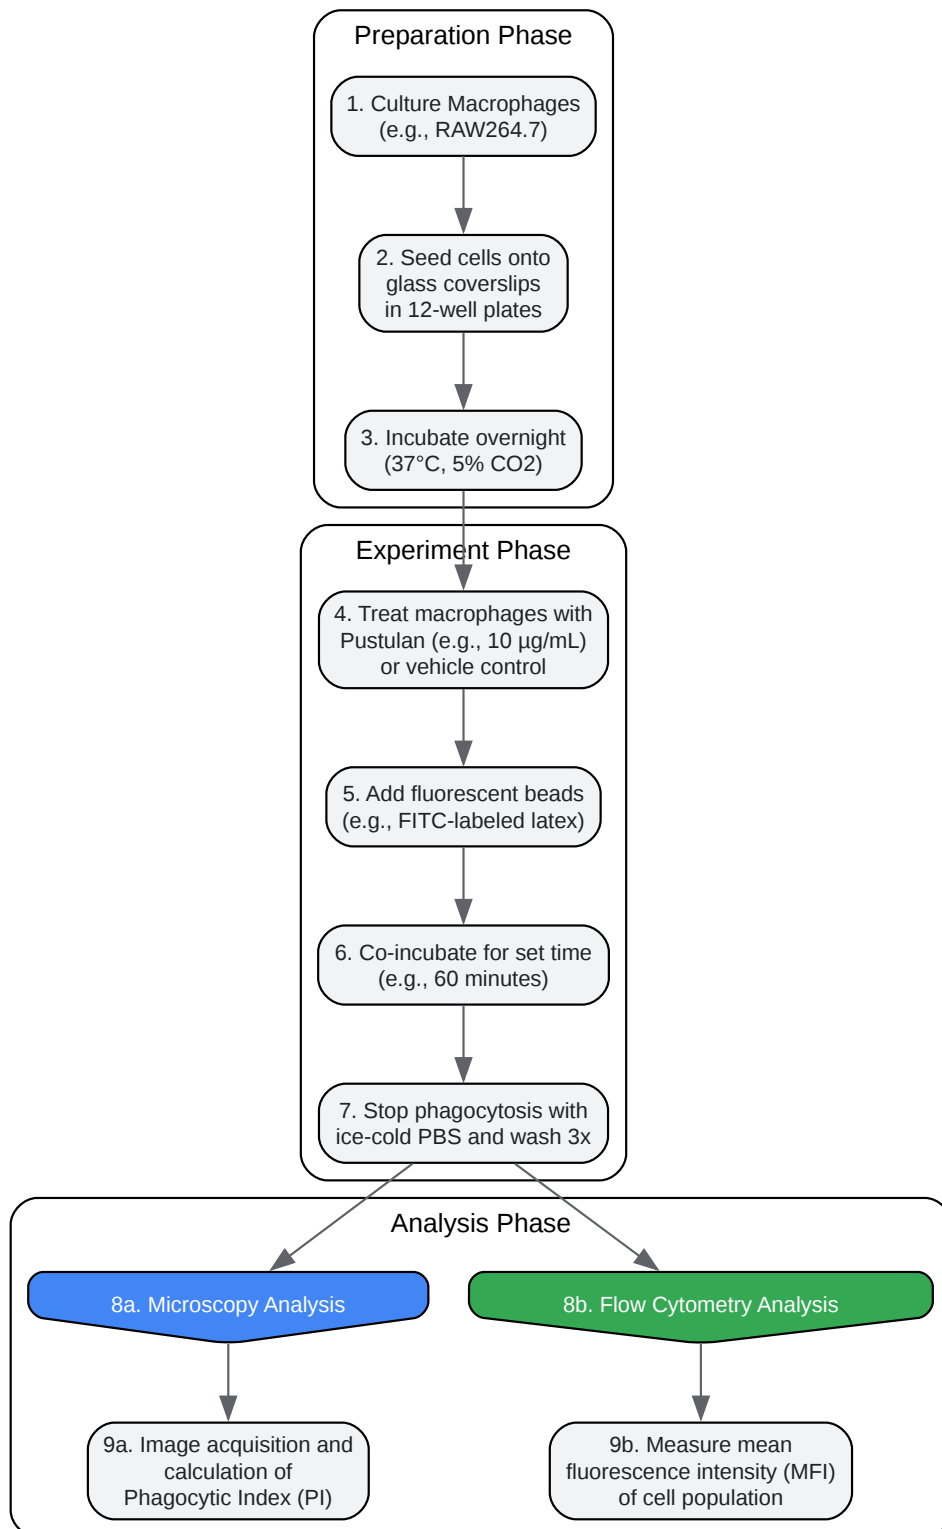 Preparation Phase
1. Culture Macrophages
(e.g., RAW264.7)
2. Seed cells onto
glass coverslips
in 12-well plates
3. Incubate overnight
(37°C, 5% CO2)
Experiment Phase
4. Treat macrophages with
Pustulan (e.g., 10 µg/mL)
or vehicle control
5. Add fluorescent beads
(e.g., FITC-labeled latex)
6. Co-incubate for set time
(e.g., 60 minutes)
7. Stop phagocytosis with
ice-cold PBS and wash 3x
Analysis Phase
8a. Microscopy Analysis
8b. Flow Cytometry Analysis
9a. Image acquisition and
calculation of
Phagocytic Index (PI)
9b. Measure mean
fluorescence intensity (MFI)
of cell population